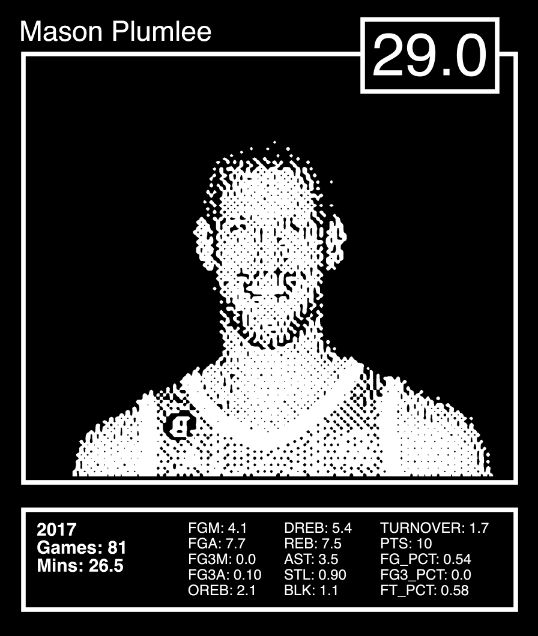 Mason Plumlee
29.0
2017
Games: 81
Mins: 26.5
FGM: 4.1
FGA: 7.7
FG3M: 0.0
FG3A: 0.10
OREB: 2.1
DREB: 5.4
REB: 7.5
AST: 3.5
STL: 0.90
BLK: 1.1
TURNOVER: 1.7
PTS: 10
FG_PCT: 0.54
FG3_PCT: 0.0
FT_PCT: 0.58